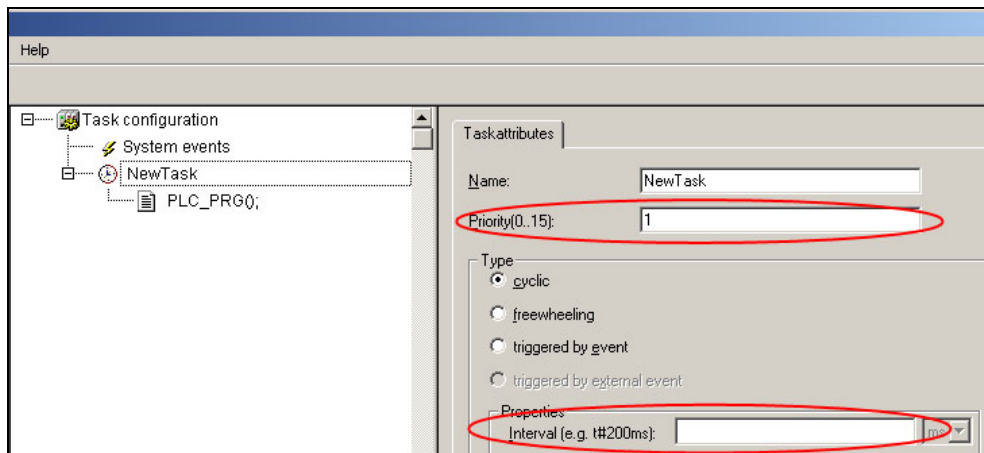 Help
Task configuration
System events
NewTask
PLC_PRG();
Taskattributes
Name: NewTask
Priority(0..15): 1
Type
cyclic
freewheeling
triggered by event
triggered by external event
Properties
Interval (e.g. t#200ms): ms